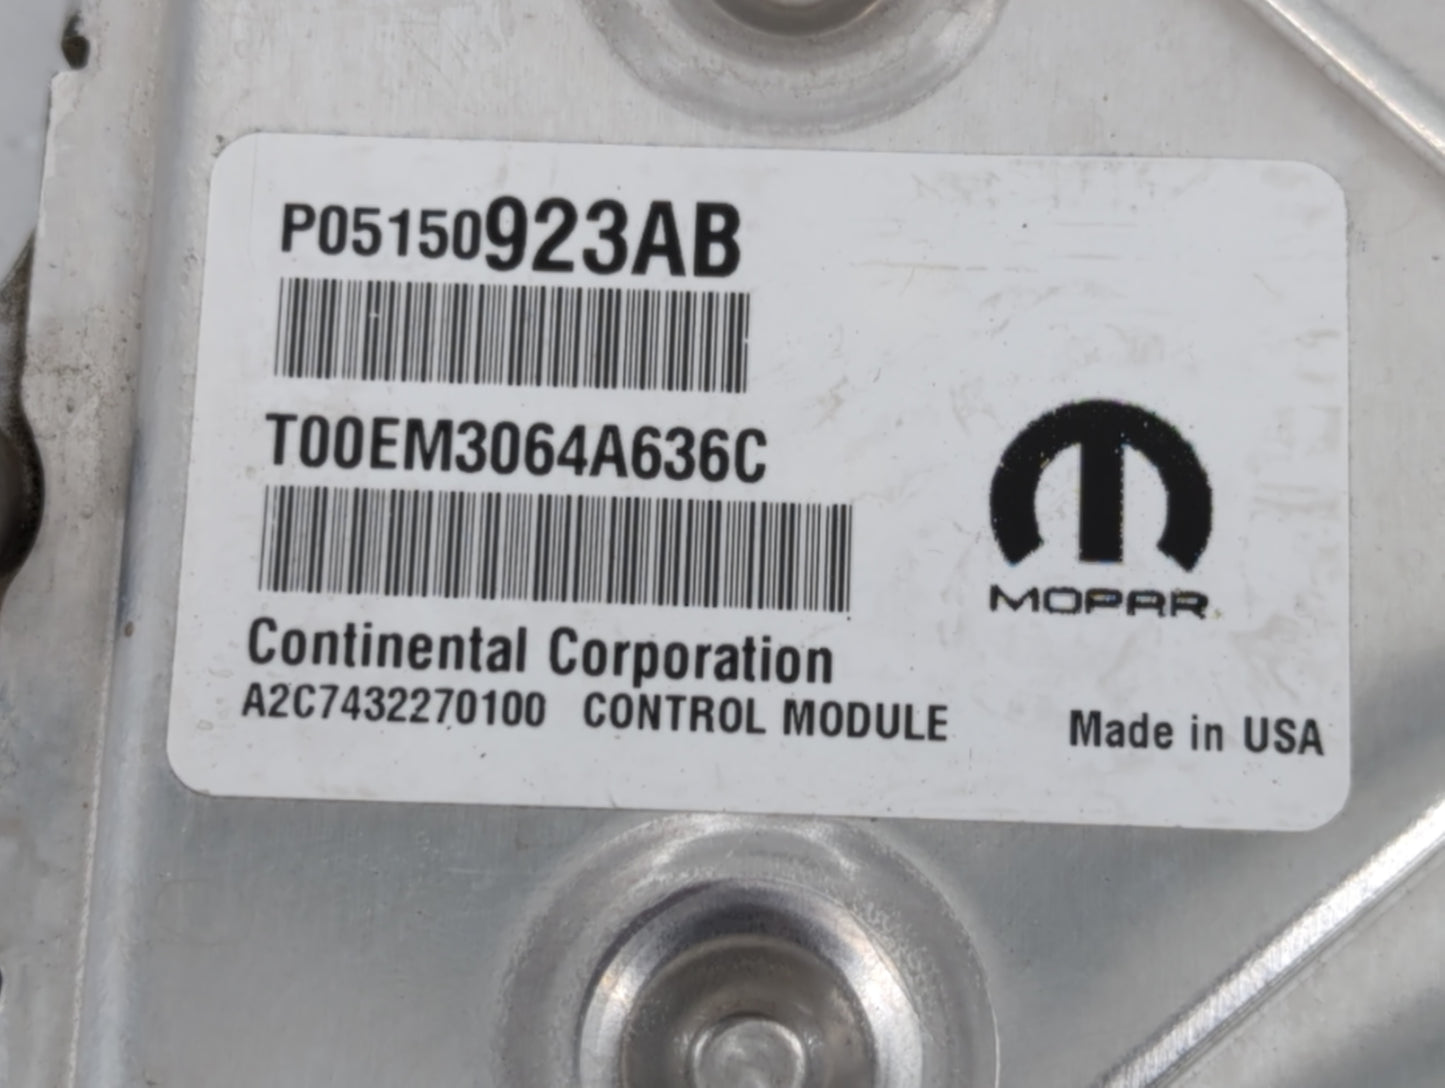 P05150923AB
T00EM3064A636C
Continental Corporation
A2C7432270100 CONTROL MODULE
MOPAR
Made in USA